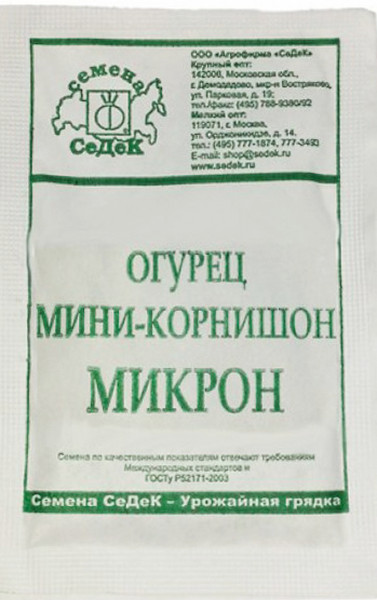 семена
СеДеК
ООО «Агрофирма «СеДеК»
Крупный опт:
142006, Московская обл.,
г. Домодедово, мкр-н Востряково,
ул. Парковая, д. 19;
тел./факс: (495) 788-9380/92
Мелкий опт:
119071, г. Москва,
ул. Орджоникидзе, д. 14,
тел.: (495) 777-1874, 777-3493
E-mail: shop@sedek.ru
www.sedek.ru
ОГУРЕЦ
МИНИ-КОРНИШОН
МИКРОН
Семена по качественным показателям отвечают требованиям
Международных стандартов и
ГОСТу Р52171-2003
Семена СеДеК – Урожайная грядка